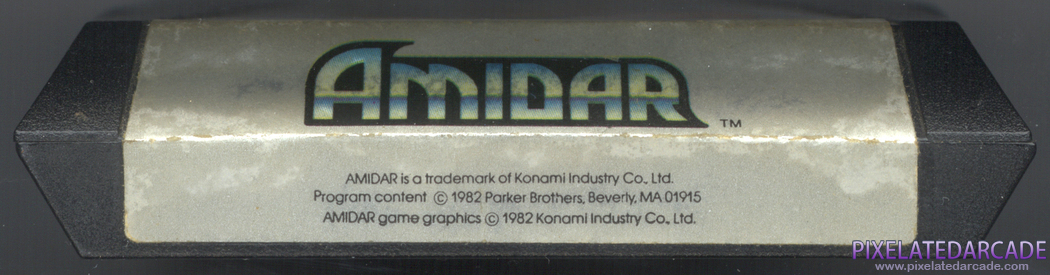 AMIDAR TM
AMIDAR is a trademark of Konami Industry Co., Ltd.
Program content © 1982 Parker Brothers, Beverly, MA 01915
AMIDAR game graphics © 1982 Konami Industry Co., Ltd.
PIXELATEDARCADE
www.pixelatedarcade.com